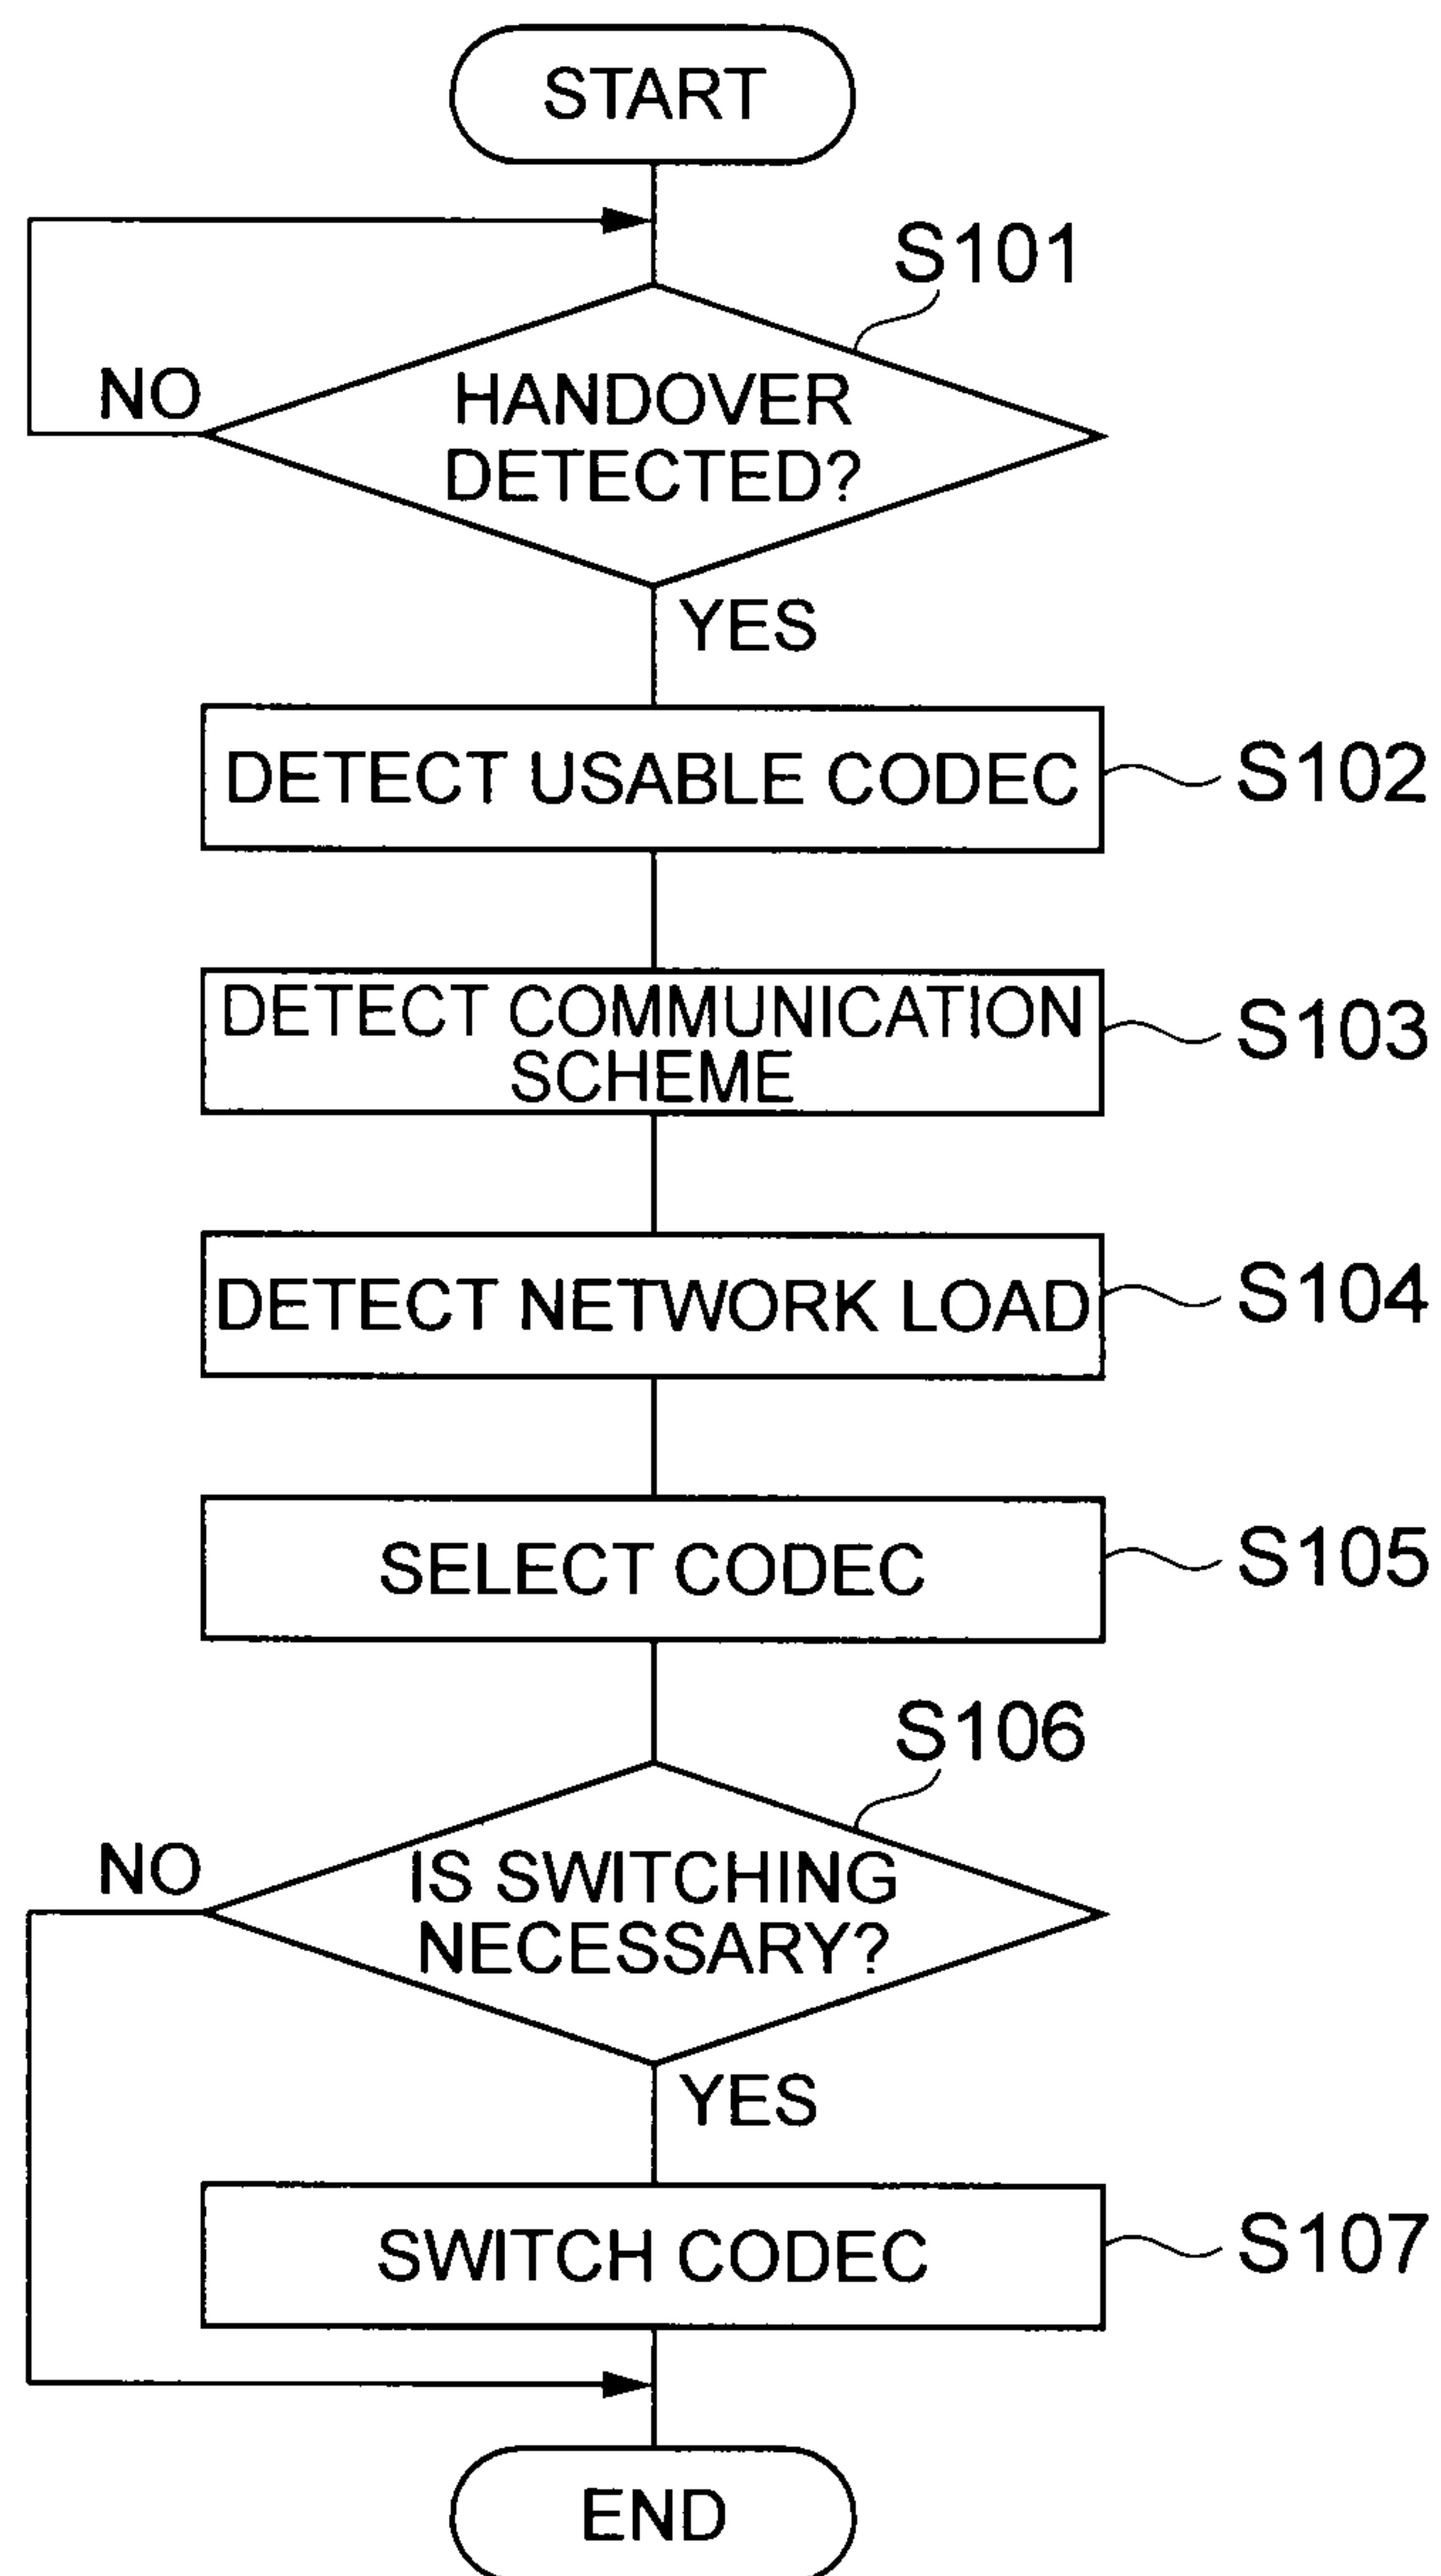 START
S101
NO
HANDOVER
DETECTED?
YES
DETECT USABLE CODEC
S102
DETECT COMMUNICATION
SCHEME
S103
DETECT NETWORK LOAD
S104
SELECT CODEC
S105
S106
NO
IS SWITCHING
NECESSARY?
YES
SWITCH CODEC
S107
END